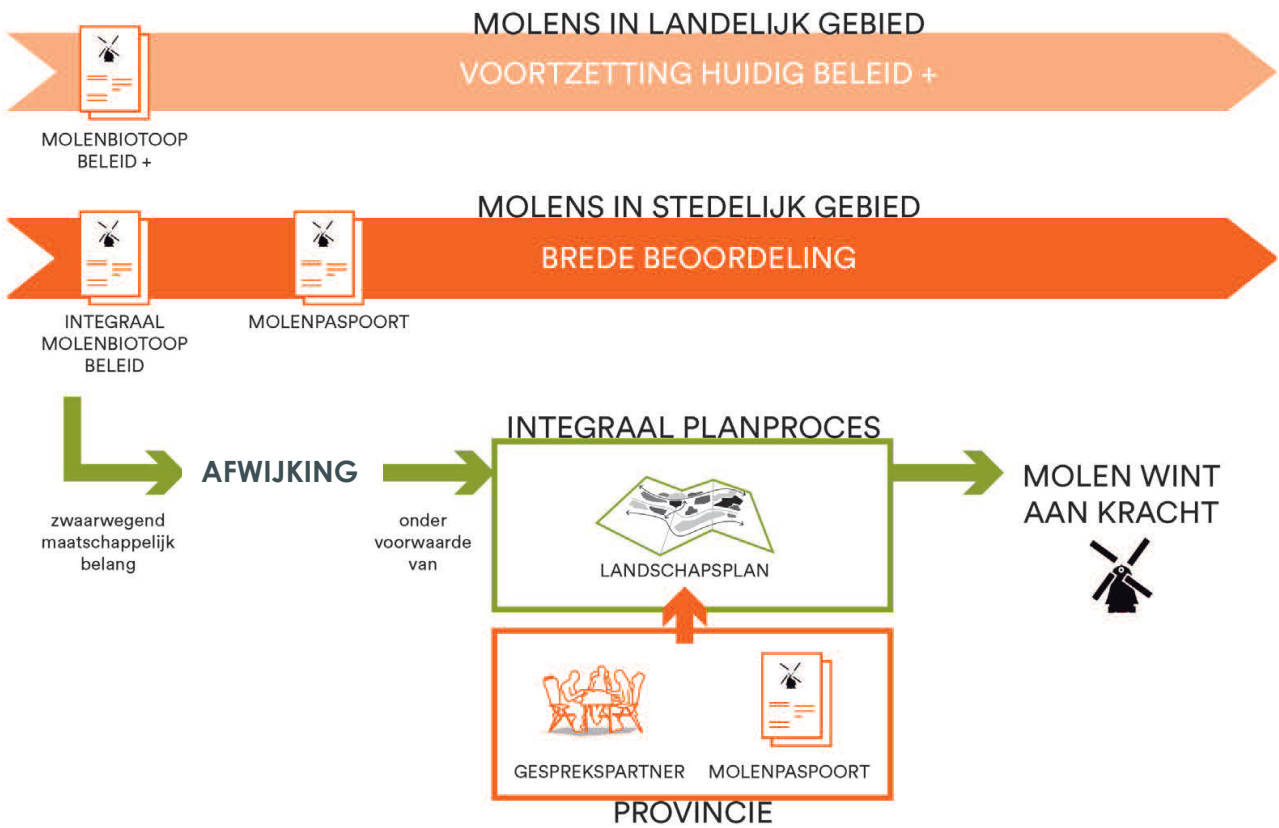 MOLENS IN LANDELIJK GEBIED
VOORTZETTING HUIDIG BELEID +
MOLENBIOTOOP
BELEID +
MOLENS IN STEDELIJK GEBIED
BREDE BEOORDELING
INTEGRAAL
MOLENBIOTOOP
BELEID
MOLENPASPOORT
INTEGRAAL PLANPROCES
AFWIJKING
zwaarwegend
maatschappelijk
belang
onder
voorwaarde
van
LANDSCHAPSPLAN
MOLEN WINT
AAN KRACHT
GESPREKSPARTNER
MOLENPASPOORT
PROVINCIE